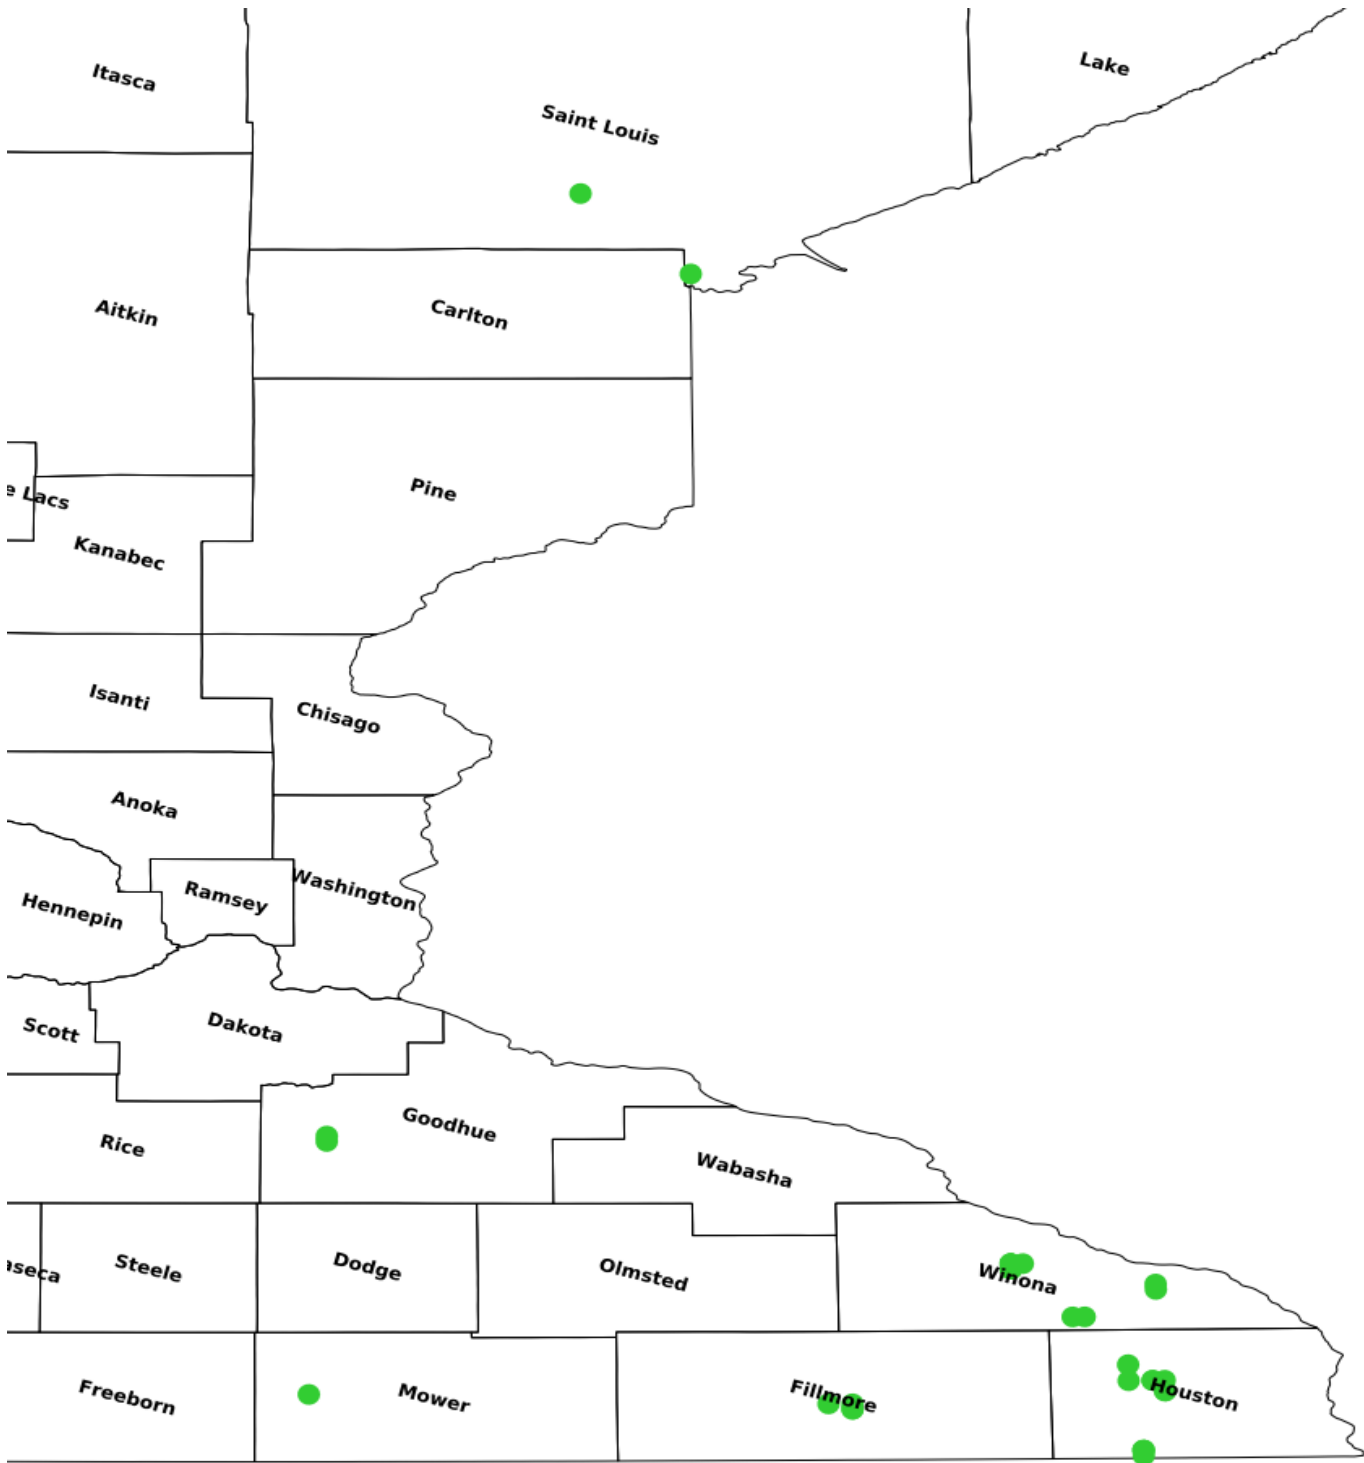 Itasca
Lake
Saint Louis
Aitkin
Carlton
Pine
e Lacs
Kanabec
Isanti
Chisago
Anoka
Ramsey
Washington
Hennepin
Scott
Dakota
Goodhue
Rice
Wabasha
aseca
Steele
Dodge
Olmsted
Winona
Freeborn
Mower
Fillmore
Houston